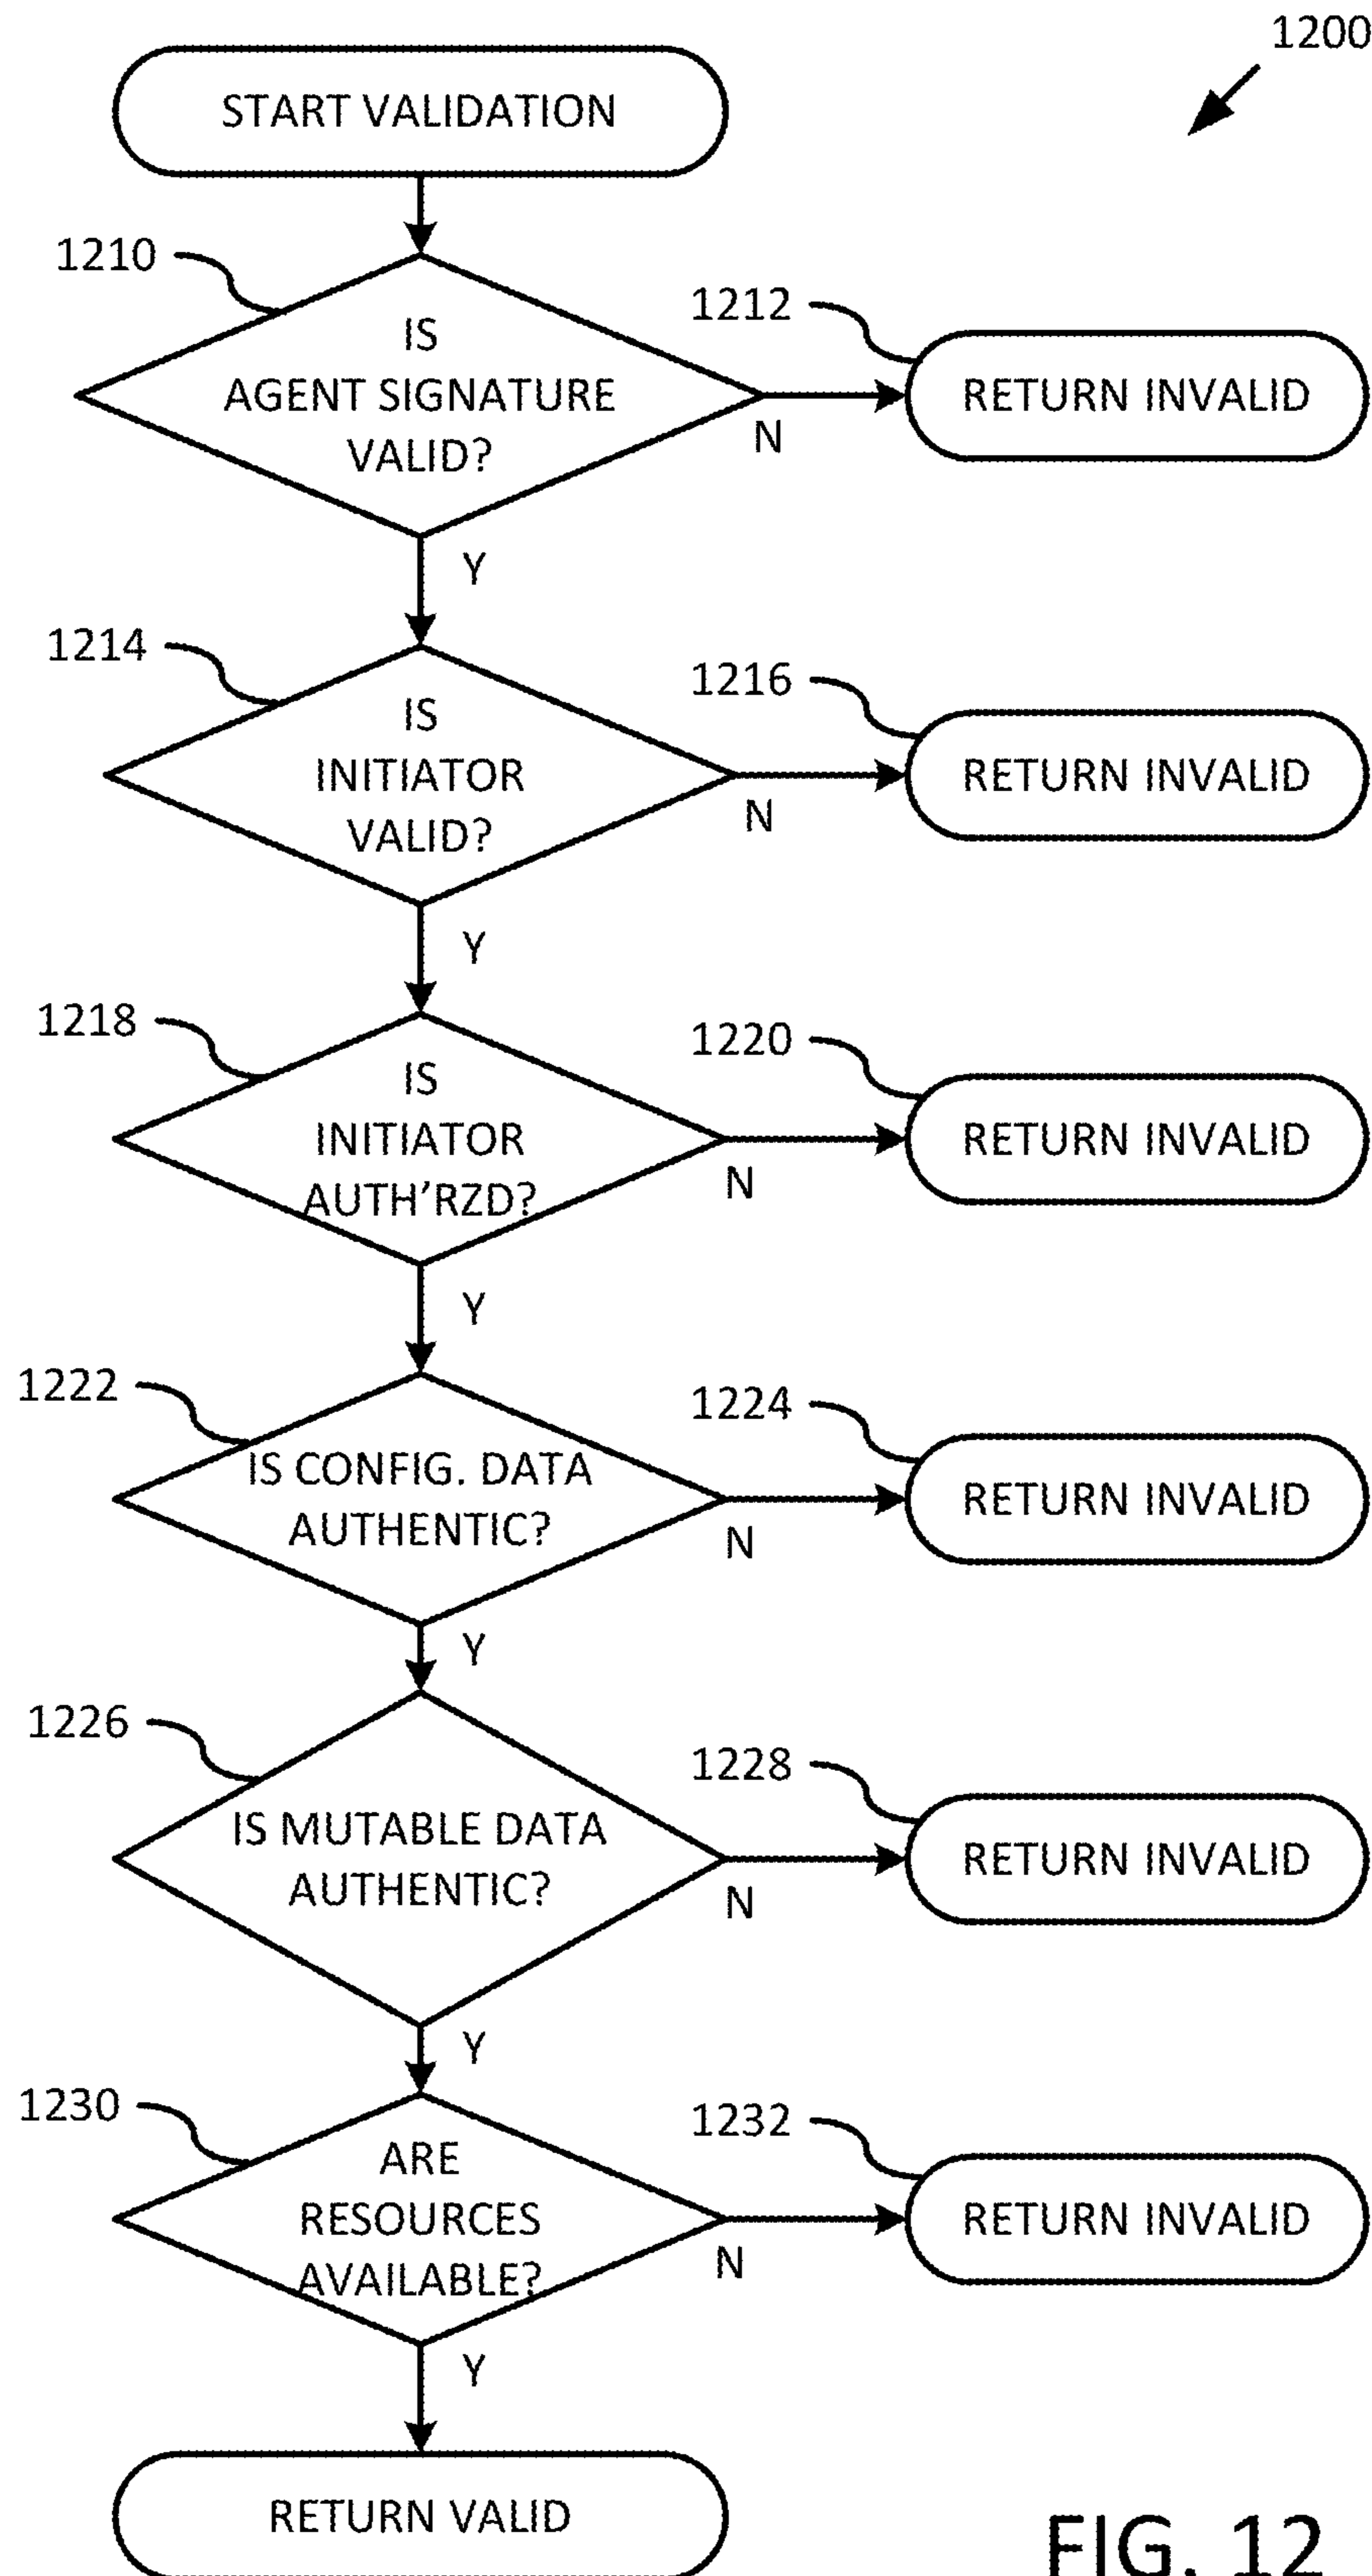 1200
START VALIDATION
1210
IS
AGENT SIGNATURE
VALID?
N
1212
RETURN INVALID
Y
1214
IS
INITIATOR
VALID?
N
1216
RETURN INVALID
Y
1218
IS
INITIATOR
AUTH'RZD?
N
1220
RETURN INVALID
Y
1222
IS CONFIG. DATA
AUTHENTIC?
N
1224
RETURN INVALID
Y
1226
IS MUTABLE DATA
AUTHENTIC?
N
1228
RETURN INVALID
Y
1230
ARE
RESOURCES
AVAILABLE?
N
1232
RETURN INVALID
Y
RETURN VALID
FIG. 12